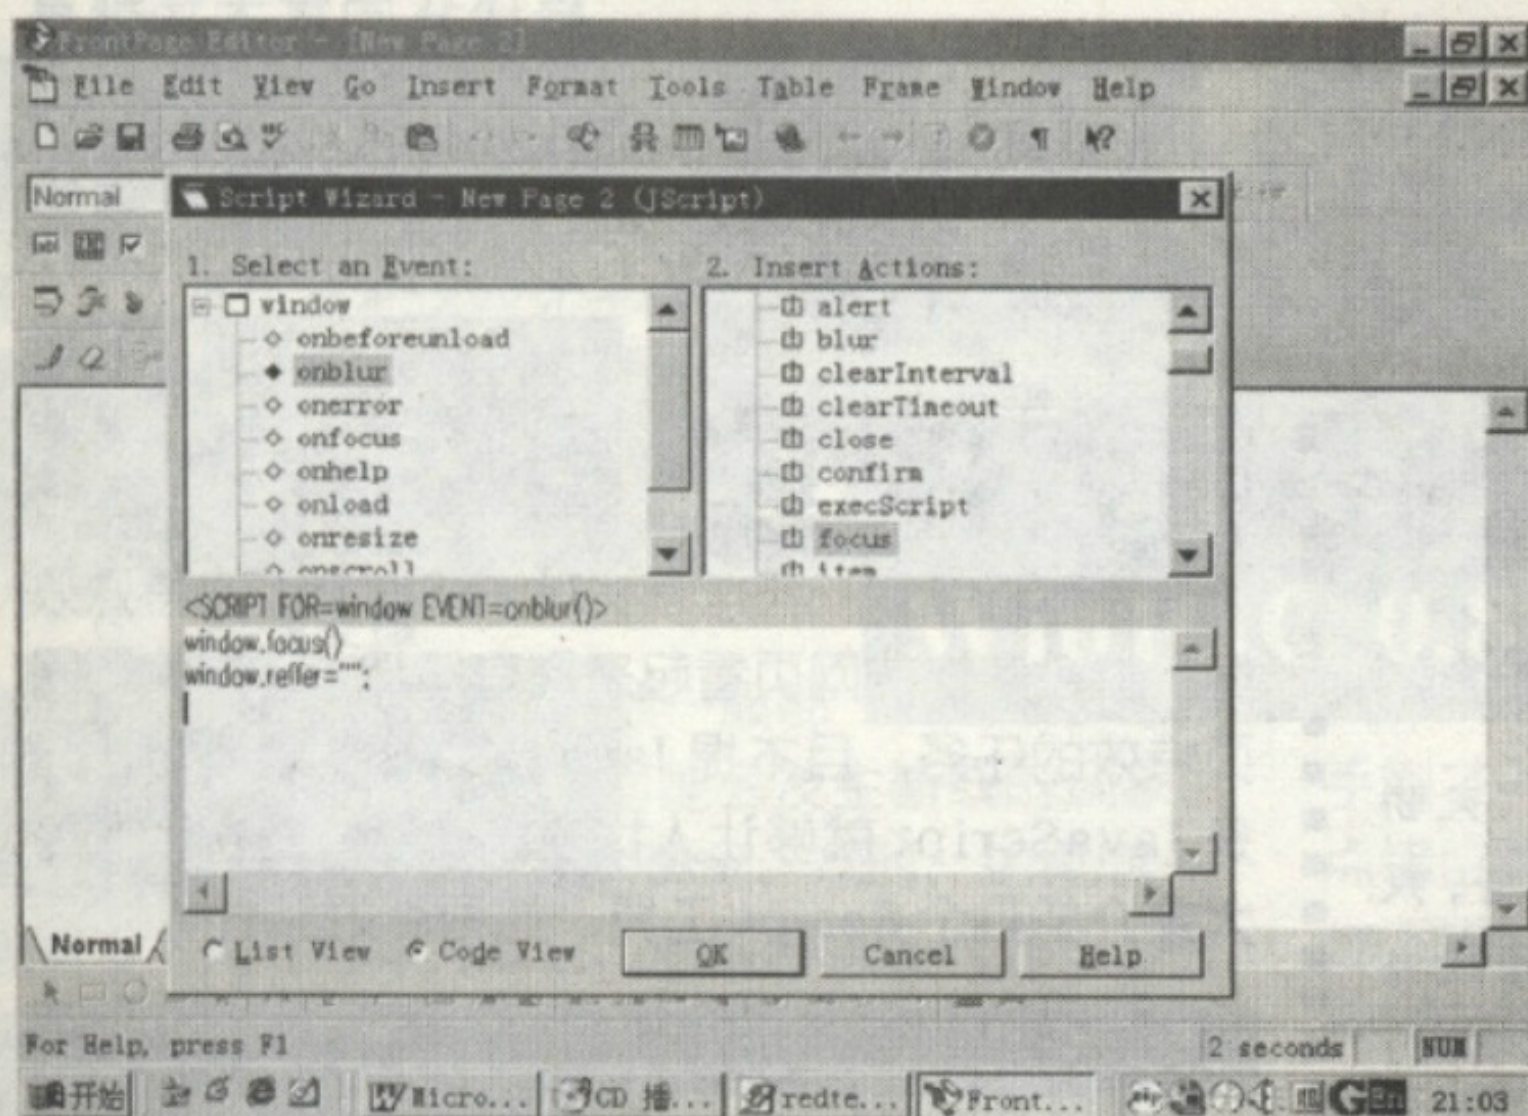 FrontPage Editor - [New Page 2]
File Edit View Go Insert Format Tools Table Frame Window Help
Normal
Script Wizard - New Page 2 (JScript)
1. Select an Event:
2. Insert Actions:
window
onbeforeunload
onblur
onerror
onfocus
onhelp
onload
onresize
onscroll
alert
blur
clearInterval
clearTimeout
close
confirm
execScript
focus
item
<SCRIPT FOR=window EVENT=onblur()>
window.focus()
window.reffer="";
List View Code View OK Cancel Help
Normal
For Help, press F1
2 seconds NUM
开始 Micro... CD 插... redte... Front... En 21:03